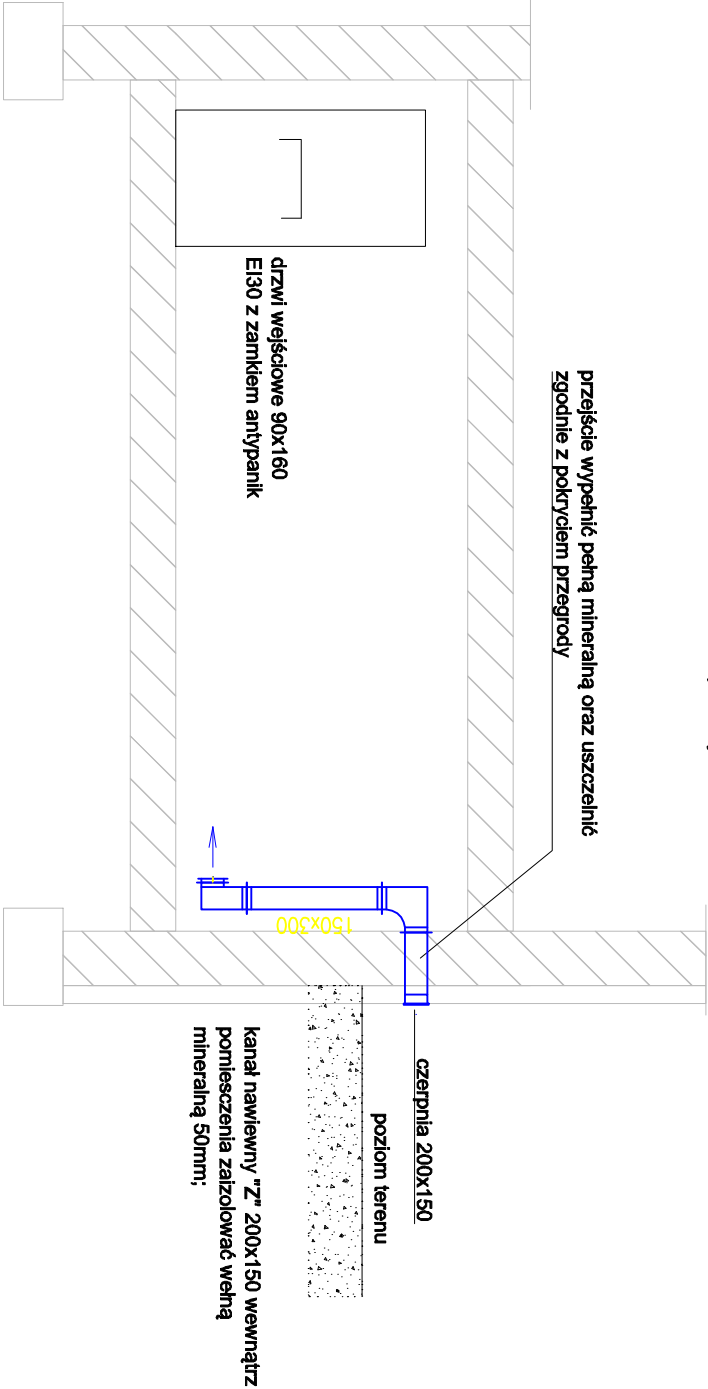 przejście wypełnić pełną mineralną oraz uszczelnić
zgodnie z pokryciem przegrody
drzwi wejściowe 90x160
EI30 z zamkiem antypanik
150x300
czerpnia 200x150
poziom terenu
kanał nawiewny "Z" 200x150 wewnątrz
pomiesczenia zaizolować wełną
mineralną 50mm;